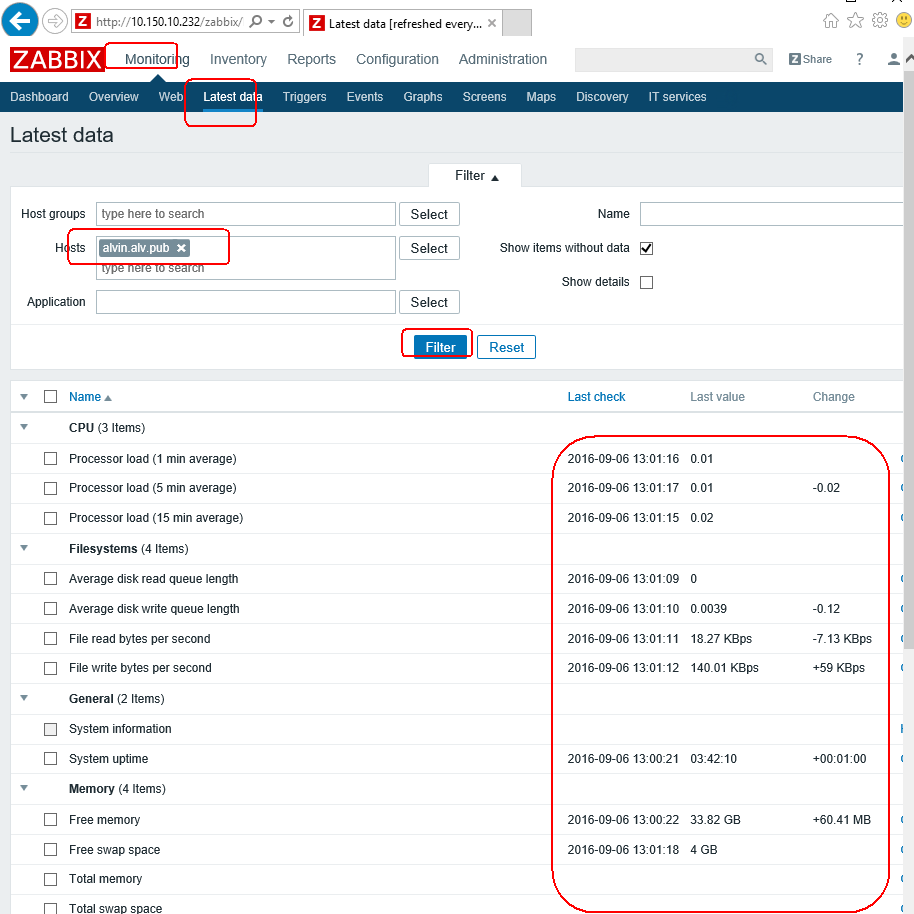 http://10.150.10.232/zabbix/
Latest data [refreshed every...
ZABBIX Monitoring Inventory Reports Configuration Administration Share ?
Dashboard Overview Web Latest data Triggers Events Graphs Screens Maps Discovery IT services
Latest data
Filter
Host groups type here to search Select Name
Hosts alvin.alv.pub Select Show items without data
type here to search
Show details
Application Select
Filter Reset
Name Last check Last value Change
CPU (3 Items)
Processor load (1 min average) 2016-09-06 13:01:16 0.01
Processor load (5 min average) 2016-09-06 13:01:17 0.01 -0.02
Processor load (15 min average) 2016-09-06 13:01:15 0.02
Filesystems (4 Items)
Average disk read queue length 2016-09-06 13:01:09 0
Average disk write queue length 2016-09-06 13:01:10 0.0039 -0.12
File read bytes per second 2016-09-06 13:01:11 18.27 KBps -7.13 KBps
File write bytes per second 2016-09-06 13:01:12 140.01 KBps +59 KBps
General (2 Items)
System information
System uptime 2016-09-06 13:00:21 03:42:10 +00:01:00
Memory (4 Items)
Free memory 2016-09-06 13:00:22 33.82 GB +60.41 MB
Free swap space 2016-09-06 13:01:18 4 GB
Total memory
Total swap space